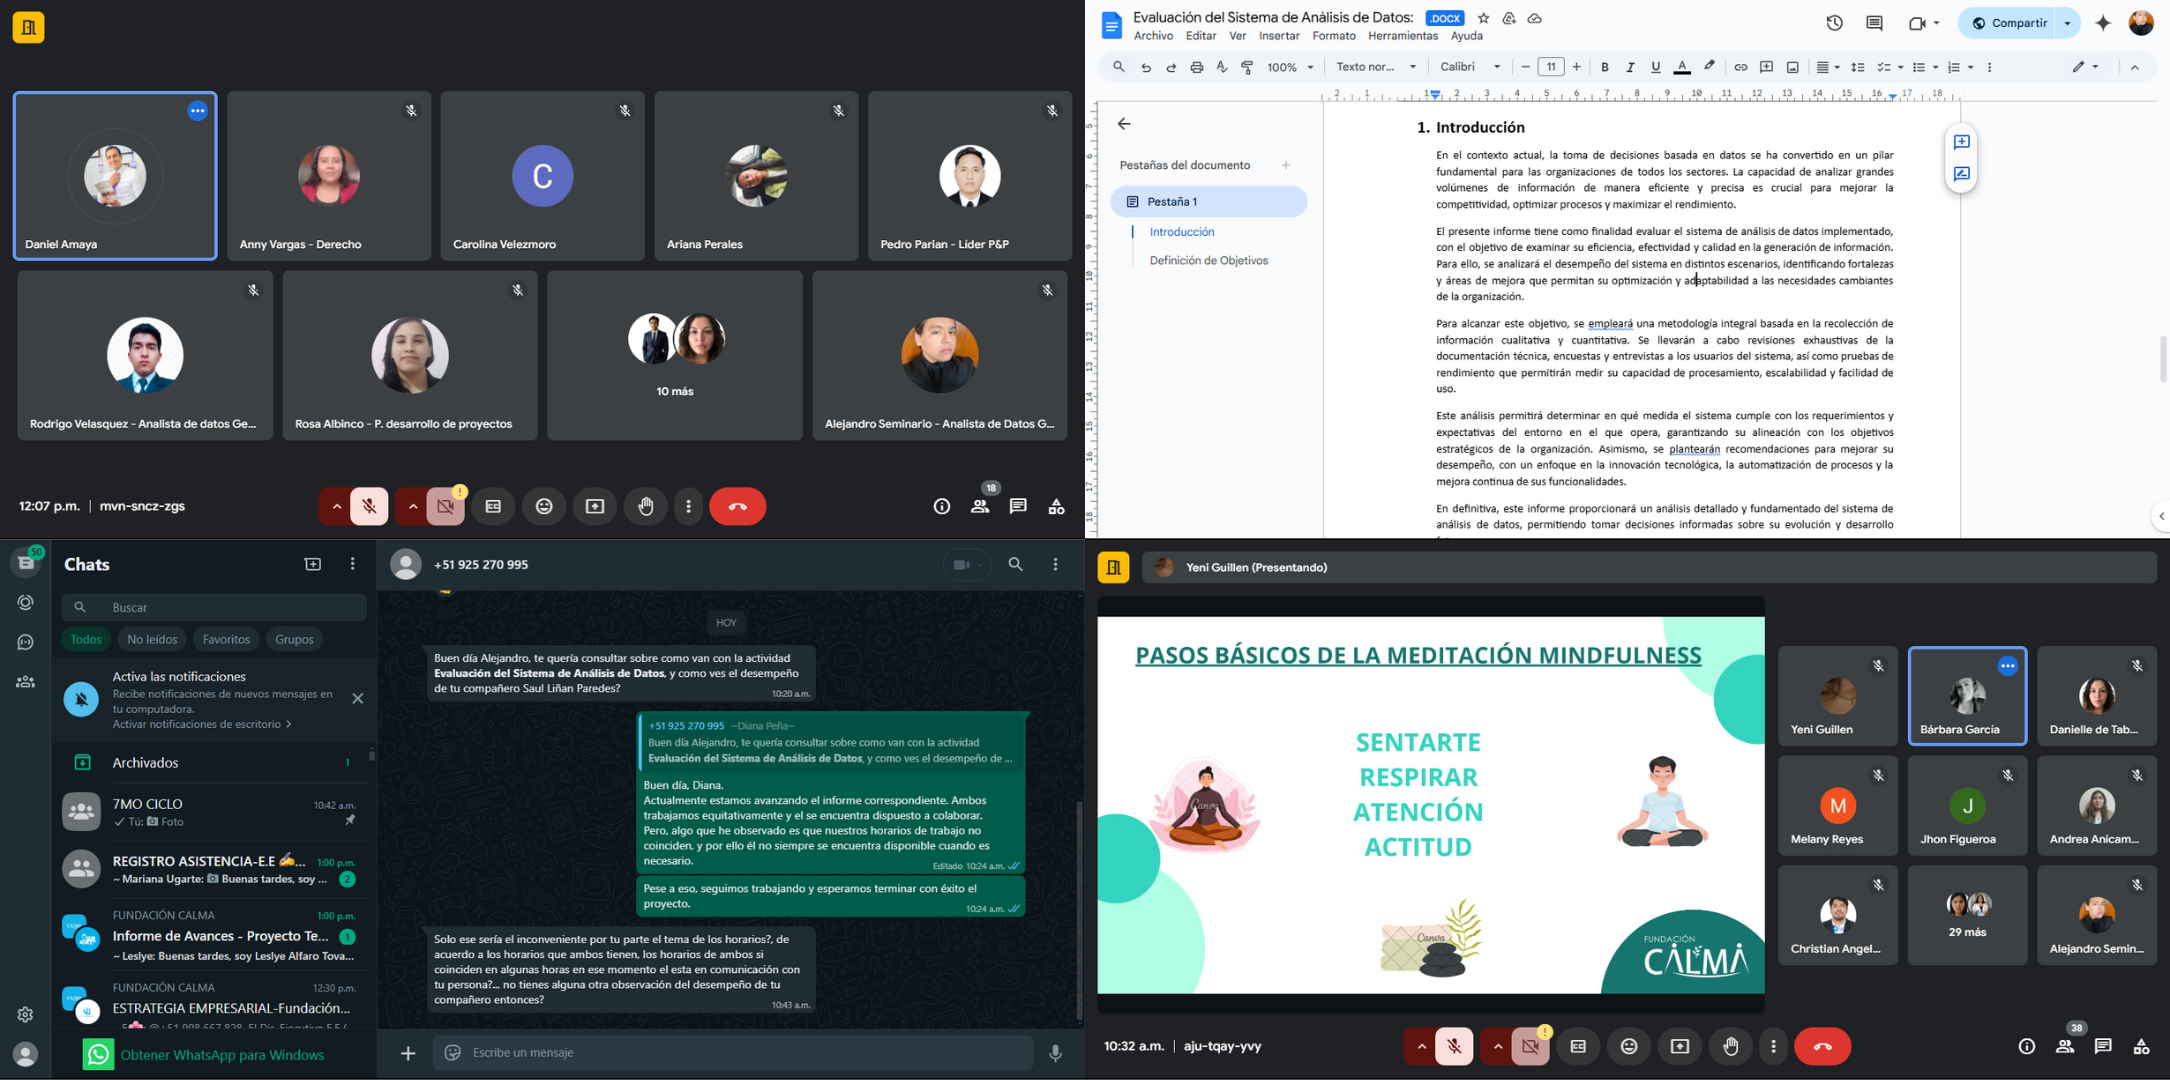 Daniel Amaya
Anny Vargas - Derecho
C
Carolina Velezmoro
Ariana Perales
Pedro Parian - Líder P&P
Rodrigo Velasquez - Analista de datos Ge...
Rosa Albinco - P. desarrollo de proyectos
10 más
Alejandro Seminario - Analista de Datos G...
12:07 p.m. | mvn-sncz-zgs
18
Evaluación del Sistema de Análisis de Datos: .DOCX
Archivo Editar Ver Insertar Formato Herramientas Ayuda
Compartir
100% Texto nor... Calibri 11
Pestañas del documento
Pestaña 1
Introducción
Definición de Objetivos
1. Introducción
En el contexto actual, la toma de decisiones basada en datos se ha convertido en un pilar
fundamental para las organizaciones de todos los sectores. La capacidad de analizar grandes
volúmenes de información de manera eficiente y precisa es crucial para mejorar la
competitividad, optimizar procesos y maximizar el rendimiento.
El presente informe tiene como finalidad evaluar el sistema de análisis de datos implementado,
con el objetivo de examinar su eficiencia, efectividad y calidad en la generación de información.
Para ello, se analizará el desempeño del sistema en distintos escenarios, identificando fortalezas
y áreas de mejora que permitan su optimización y adaptabilidad a las necesidades cambiantes
de la organización.
Para alcanzar este objetivo, se empleará una metodología integral basada en la recolección de
información cualitativa y cuantitativa. Se llevarán a cabo revisiones exhaustivas de la
documentación técnica, encuestas y entrevistas a los usuarios del sistema, así como pruebas de
rendimiento que permitirán medir su capacidad de procesamiento, escalabilidad y facilidad de
uso.
Este análisis permitirá determinar en qué medida el sistema cumple con los requerimientos y
expectativas del entorno en el que opera, garantizando su alineación con los objetivos
estratégicos de la organización. Asimismo, se plantearán recomendaciones para mejorar su
desempeño, con un enfoque en la innovación tecnológica, la automatización de procesos y la
mejora continua de sus funcionalidades.
En definitiva, este informe proporcionará un análisis detallado y fundamentado del sistema de
análisis de datos, permitiendo tomar decisiones informadas sobre su evolución y desarrollo
50
Chats
Buscar
Todos No leídos Favoritos Grupos
Activa las notificaciones
Recibe notificaciones de nuevos mensajes en
tu computadora.
Activar notificaciones de escritorio >
Archivados 1
7MO CICLO 10:42 a.m.
Tú: Foto
REGISTRO ASISTENCIA-E.E ✍... 1:00 p.m.
~ Mariana Ugarte: Buenas tardes, soy ... 2
FUNDACIÓN CALMA 1:00 p.m.
Informe de Avances - Proyecto Te... 1
~ Leslye: Buenas tardes, soy Leslye Alfaro Tova...
FUNDACIÓN CALMA 12:30 p.m.
ESTRATEGIA EMPRESARIAL-Fundación...
Obtener WhatsApp para Windows
+51 925 270 995
HOY
Buen día Alejandro, te quería consultar sobre como van con la actividad
Evaluación del Sistema de Análisis de Datos, y como ves el desempeño
de tu compañero Saul Liñan Paredes?
10:20 a.m.
+51 925 270 995 ~Diana Peña~
Buen día Alejandro, te quería consultar sobre como van con la actividad
Evaluación del Sistema de Análisis de Datos, y como ves el desempeño de ...
Buen día, Diana.
Actualmente estamos avanzando el informe correspondiente. Ambos
trabajamos equitativamente y el se encuentra dispuesto a colaborar.
Pero, algo que he observado es que nuestros horarios de trabajo no
coinciden, y por ello él no siempre se encuentra disponible cuando es
necesario.
Editado 10:24 a.m.
Pese a eso, seguimos trabajando y esperamos terminar con éxito el
proyecto.
10:24 a.m.
Solo ese sería el inconveniente por tu parte el tema de los horarios?, de
acuerdo a los horarios que ambos tienen, los horarios de ambos si
coinciden en algunas horas en ese momento el esta en comunicación con
tu persona?... no tienes alguna otra observación del desempeño de tu
compañero entonces?
10:43 a.m.
Escribe un mensaje
Yeni Guillen (Presentando)
PASOS BÁSICOS DE LA MEDITACIÓN MINDFULNESS
SENTARTE
RESPIRAR
ATENCIÓN
ACTITUD
Canva
FUNDACIÓN
CALMA
Yeni Guillen
Bárbara García
Danielle de Tab...
M
Melany Reyes
J
Jhon Figueroa
Andrea Anicam...
Christian Angel...
29 más
Alejandro Semin...
10:32 a.m. | aju-tqay-yvy
38